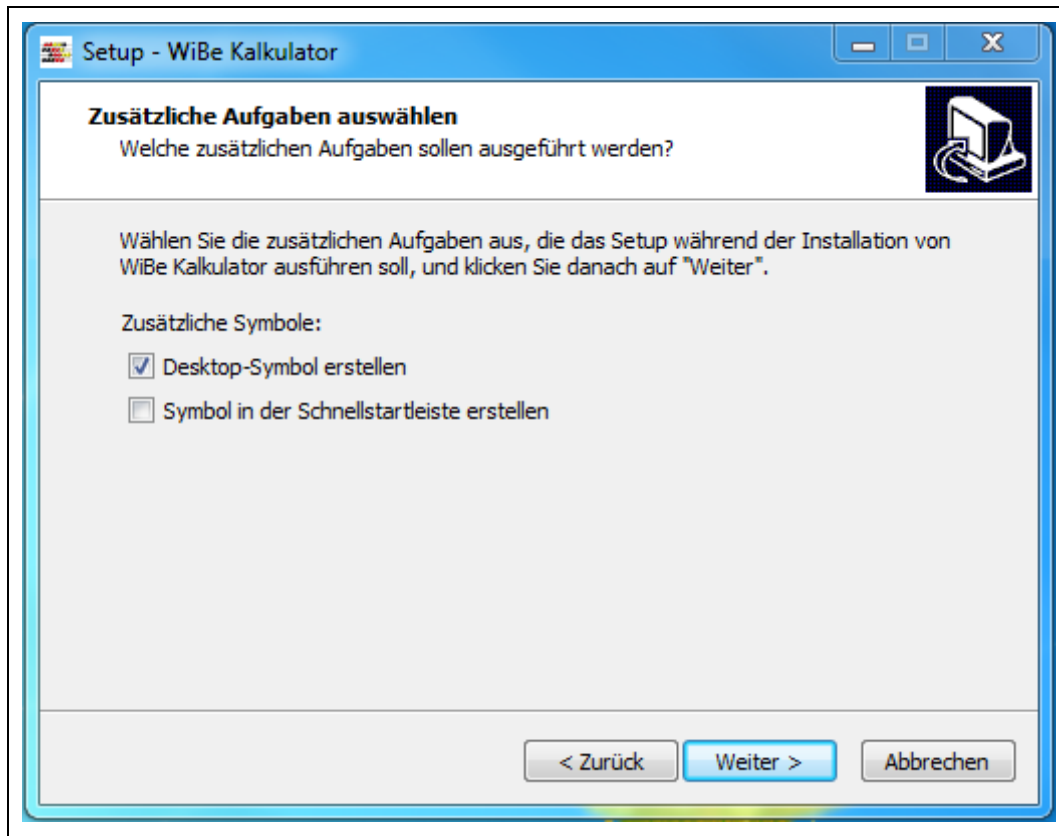 Setup - WiBe Kalkulator
Zusätzliche Aufgaben auswählen
Welche zusätzlichen Aufgaben sollen ausgeführt werden?
Wählen Sie die zusätzlichen Aufgaben aus, die das Setup während der Installation von
WiBe Kalkulator ausführen soll, und klicken Sie danach auf "Weiter".
Zusätzliche Symbole:
Desktop-Symbol erstellen
Symbol in der Schnellstartleiste erstellen
< Zurück
Weiter >
Abbrechen